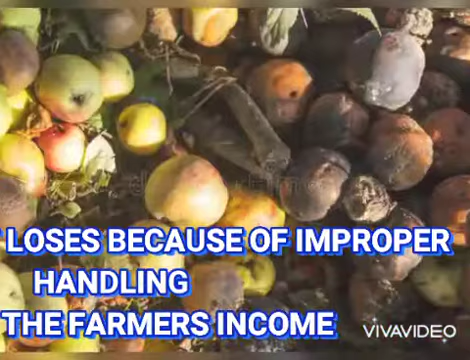 LOSES BECAUSE OF IMPROPER
HANDLING
THE FARMERS INCOME
VIVAVIDEO